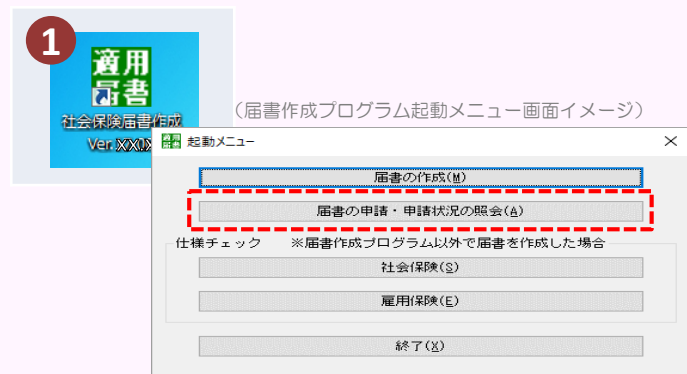 1
適用
届書
社会保険届書作成
Ver.XX.X
(届書作成プログラム起動メニュー画面イメージ)
適用
届書
起動メニュー
届書の作成(M)
届書の申請・申請状況の照会(A)
仕様チェック ※届書作成プログラム以外で届書を作成した場合
社会保険(S)
雇用保険(E)
終了(X)